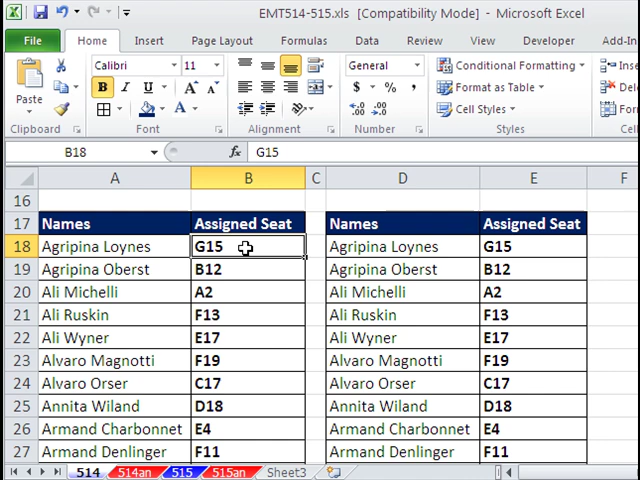 EMT514-515.xls [Compatibility Mode] - Microsoft Excel
File Home Insert Page Layout Formulas Data Review View Developer Add-In
Calibri 11 General Conditional Formatting Inse
Paste B I U A A $ % , Format as Table Dele
A Cell Styles Form
Clipboard Font Alignment Number Styles
B18 fx G15
A B C D E F
16
17 Names Assigned Seat Names Assigned Seat
18 Agripina Loynes G15 Agripina Loynes G15
19 Agripina Oberst B12 Agripina Oberst B12
20 Ali Michelli A2 Ali Michelli A2
21 Ali Ruskin F13 Ali Ruskin F13
22 Ali Wyner E17 Ali Wyner E17
23 Alvaro Magnotti F19 Alvaro Magnotti F19
24 Alvaro Orser C17 Alvaro Orser C17
25 Annita Wiland D18 Annita Wiland D18
26 Armand Charbonnet E4 Armand Charbonnet E4
27 Armand Denlinger F11 Armand Denlinger F11
514 514an 515 515an Sheet3